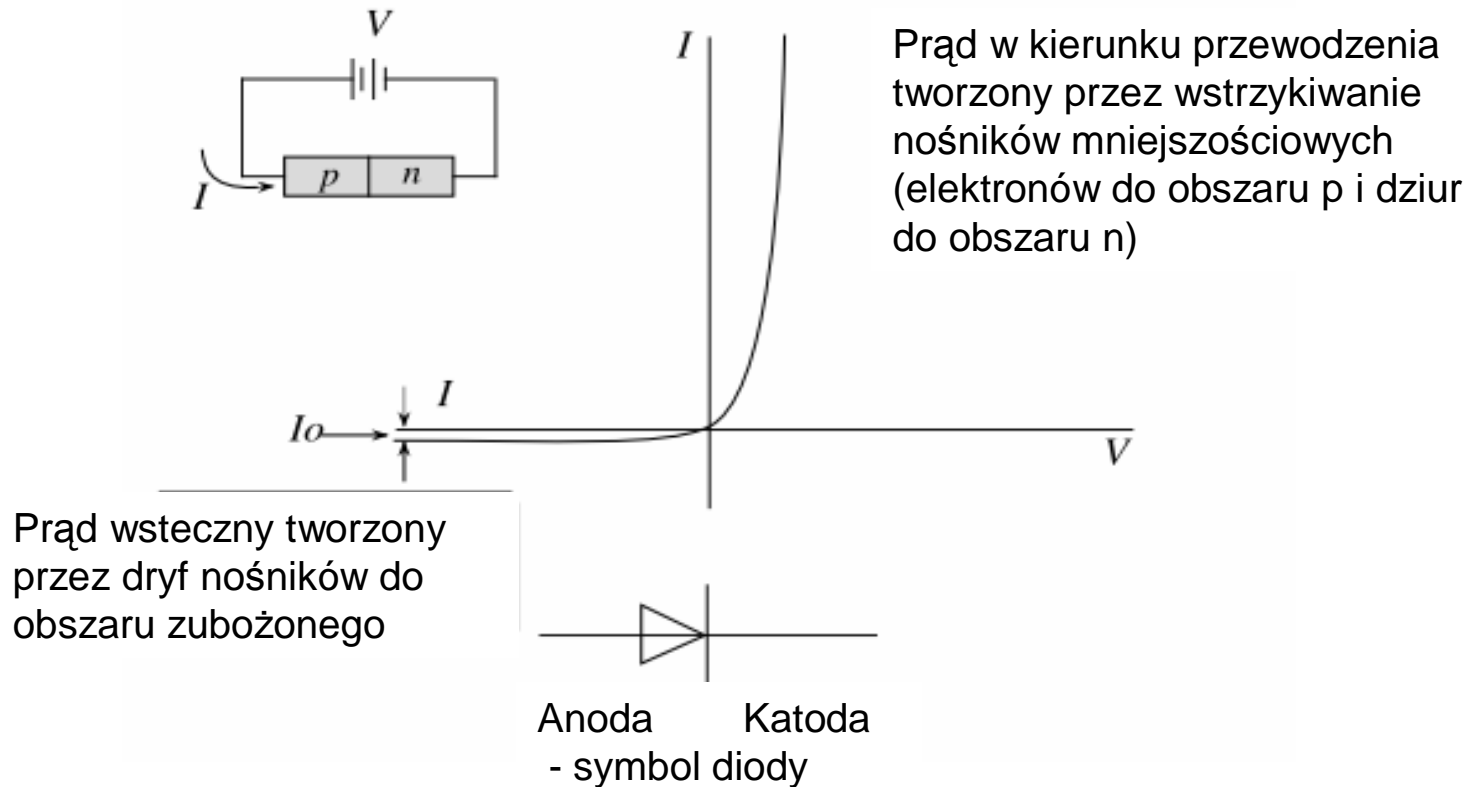 V
I
p n
I
Prąd w kierunku przewodzenia
tworzony przez wstrzykiwanie
nośników mniejszościowych
(elektronów do obszaru p i dziur
do obszaru n)
I
Io
V
Prąd wsteczny tworzony
przez dryf nośników do
obszaru zubożonego
Anoda Katoda
- symbol diody